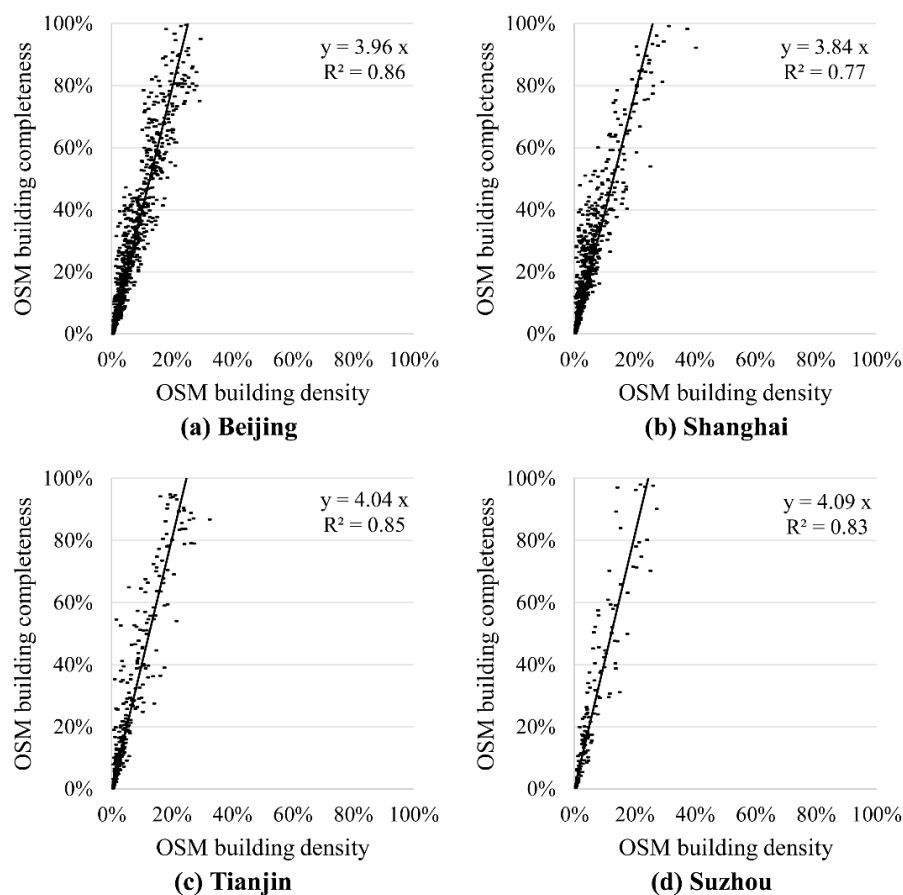 100%
80%
60%
40%
20%
0%
OSM building completeness
y = 3.96 x
R² = 0.86
0% 20% 40% 60% 80% 100%
OSM building density
(a) Beijing
100%
80%
60%
40%
20%
0%
OSM building completeness
y = 3.84 x
R² = 0.77
0% 20% 40% 60% 80% 100%
OSM building density
(b) Shanghai
100%
80%
60%
40%
20%
0%
OSM building completeness
y = 4.04 x
R² = 0.85
0% 20% 40% 60% 80% 100%
OSM building density
(c) Tianjin
100%
80%
60%
40%
20%
0%
OSM building completeness
y = 4.09 x
R² = 0.83
0% 20% 40% 60% 80% 100%
OSM building density
(d) Suzhou